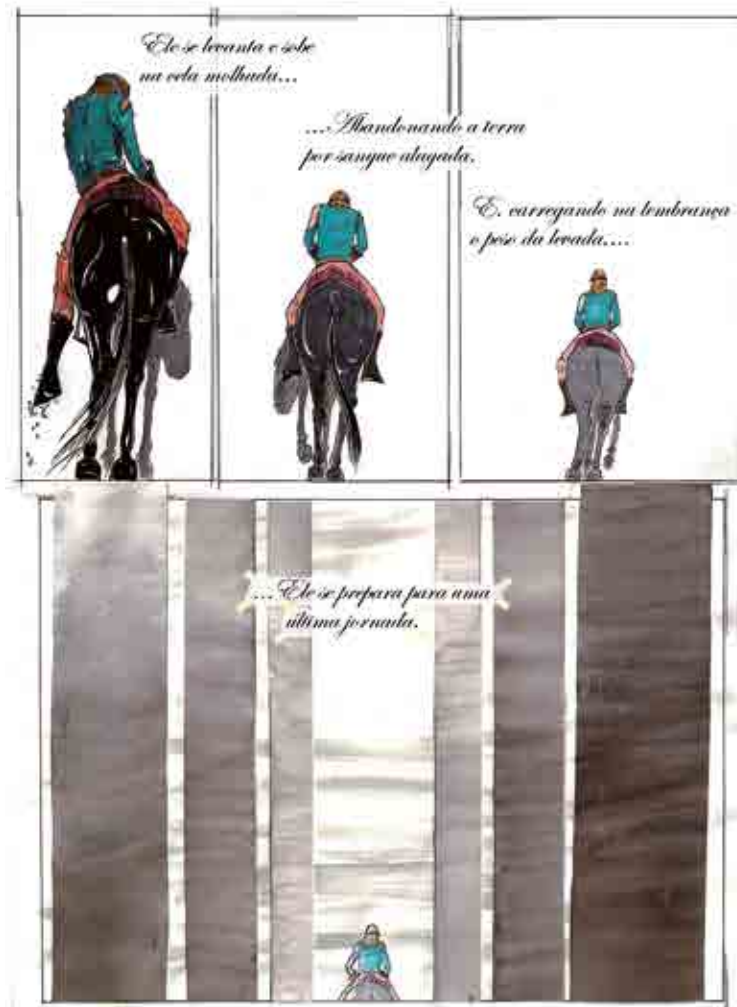 Ele se levanta e sobe
na cela molhada...
...Abandonando a terra
por sangue alagada.
E, carregando na lembrança
o peso da levada....
...Ele se prepara para uma
última jornada.